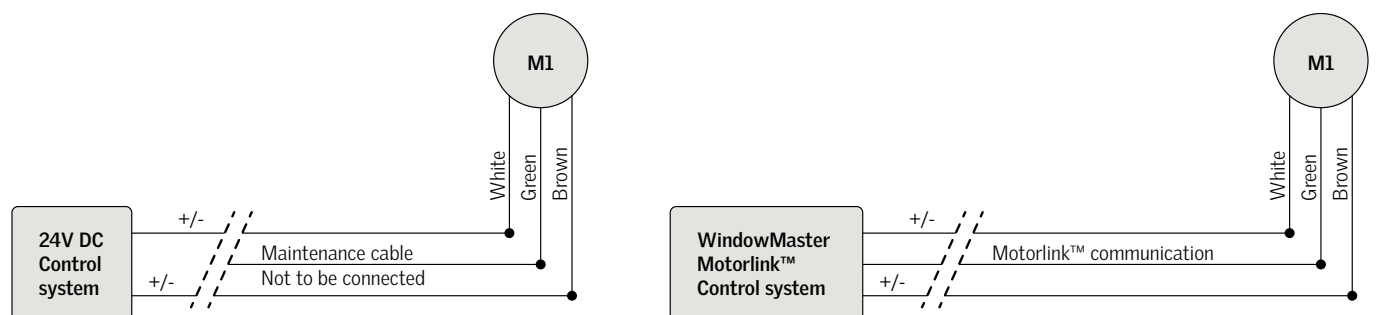 M1
White
Green
Brown
24V DC
Control
system
+/-
+/-
Maintenance cable
Not to be connected
M1
White
Green
Brown
WindowMaster
Motorlink™
Control system
+/-
+/-
Motorlink™ communication